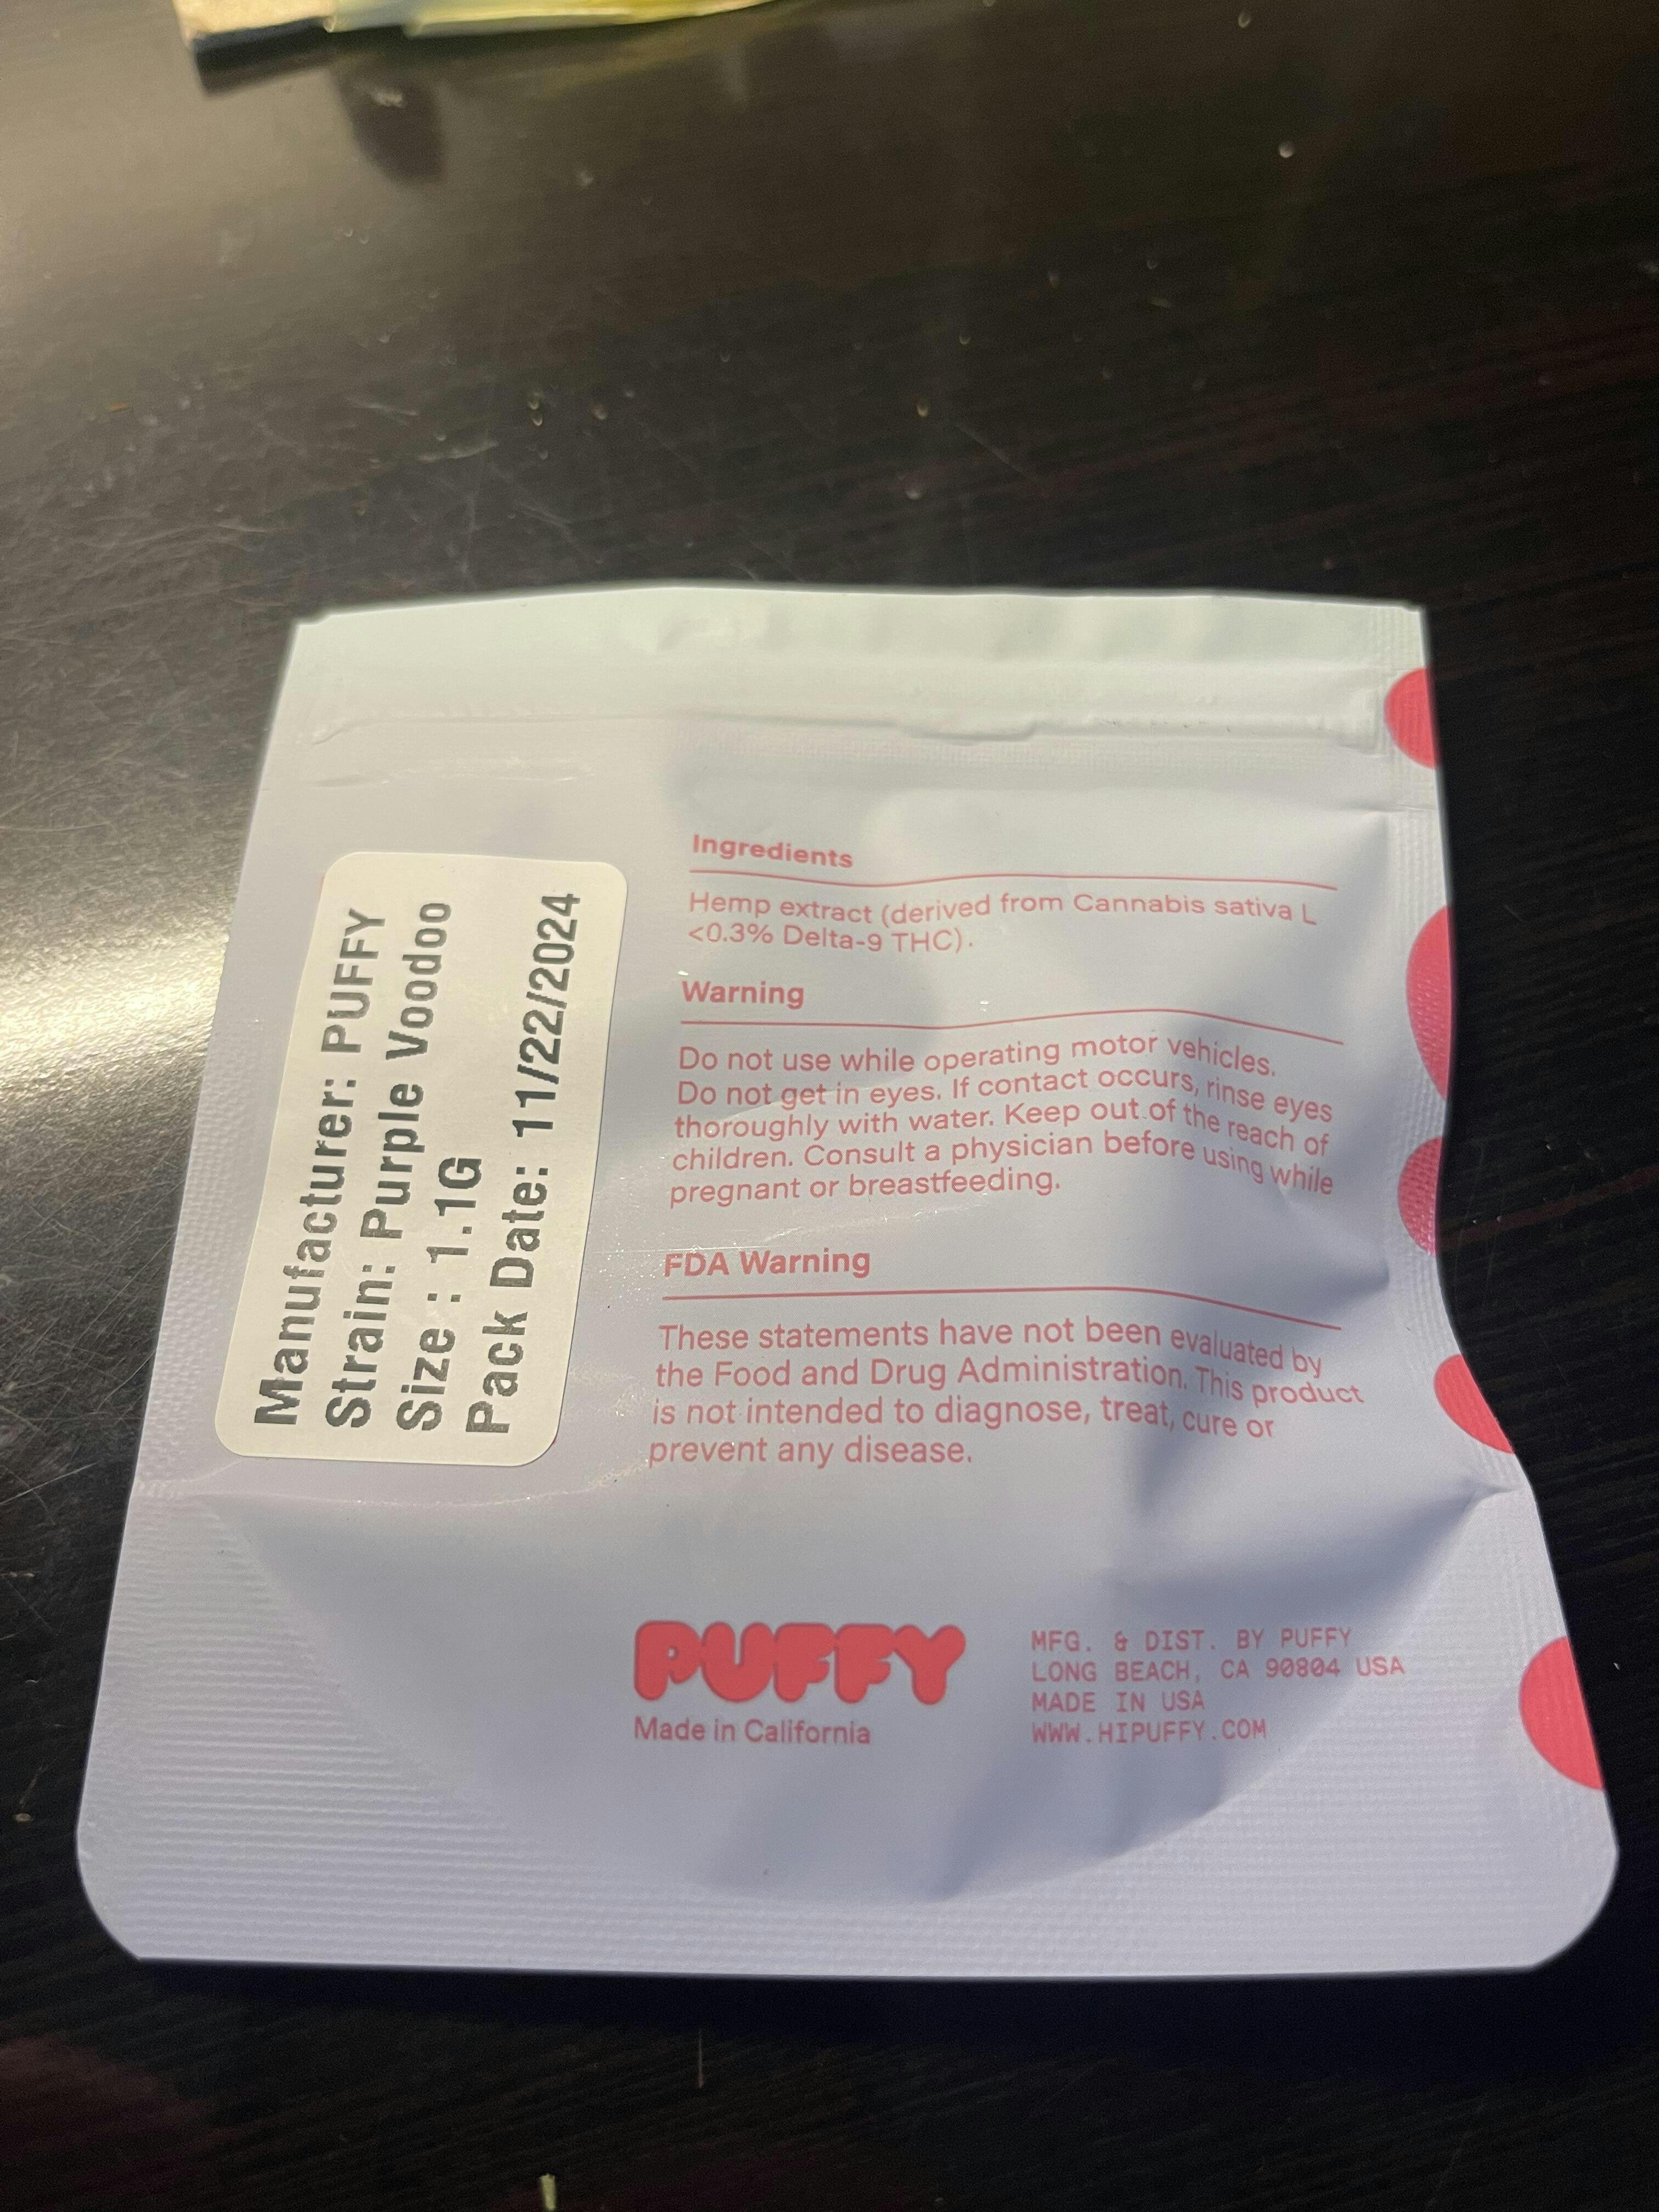 Manufacturer: PUFFY
Strain: Purple Voodoo
Size : 1.1G
Pack Date: 11/22/2024
Ingredients
Hemp extract (derived from Cannabis sativa L
<0.3% Delta-9 THC).
Warning
Do not use while operating motor vehicles.
Do not get in eyes. If contact occurs, rinse eyes
thoroughly with water. Keep out of the reach of
children. Consult a physician before using while
pregnant or breastfeeding.
FDA Warning
These statements have not been evaluated by
the Food and Drug Administration. This product
is not intended to diagnose, treat, cure or
prevent any disease.
PUFFY
Made in California
MFG. & DIST. BY PUFFY
LONG BEACH, CA 90804 USA
MADE IN USA
WWW.HIPUFFY.COM